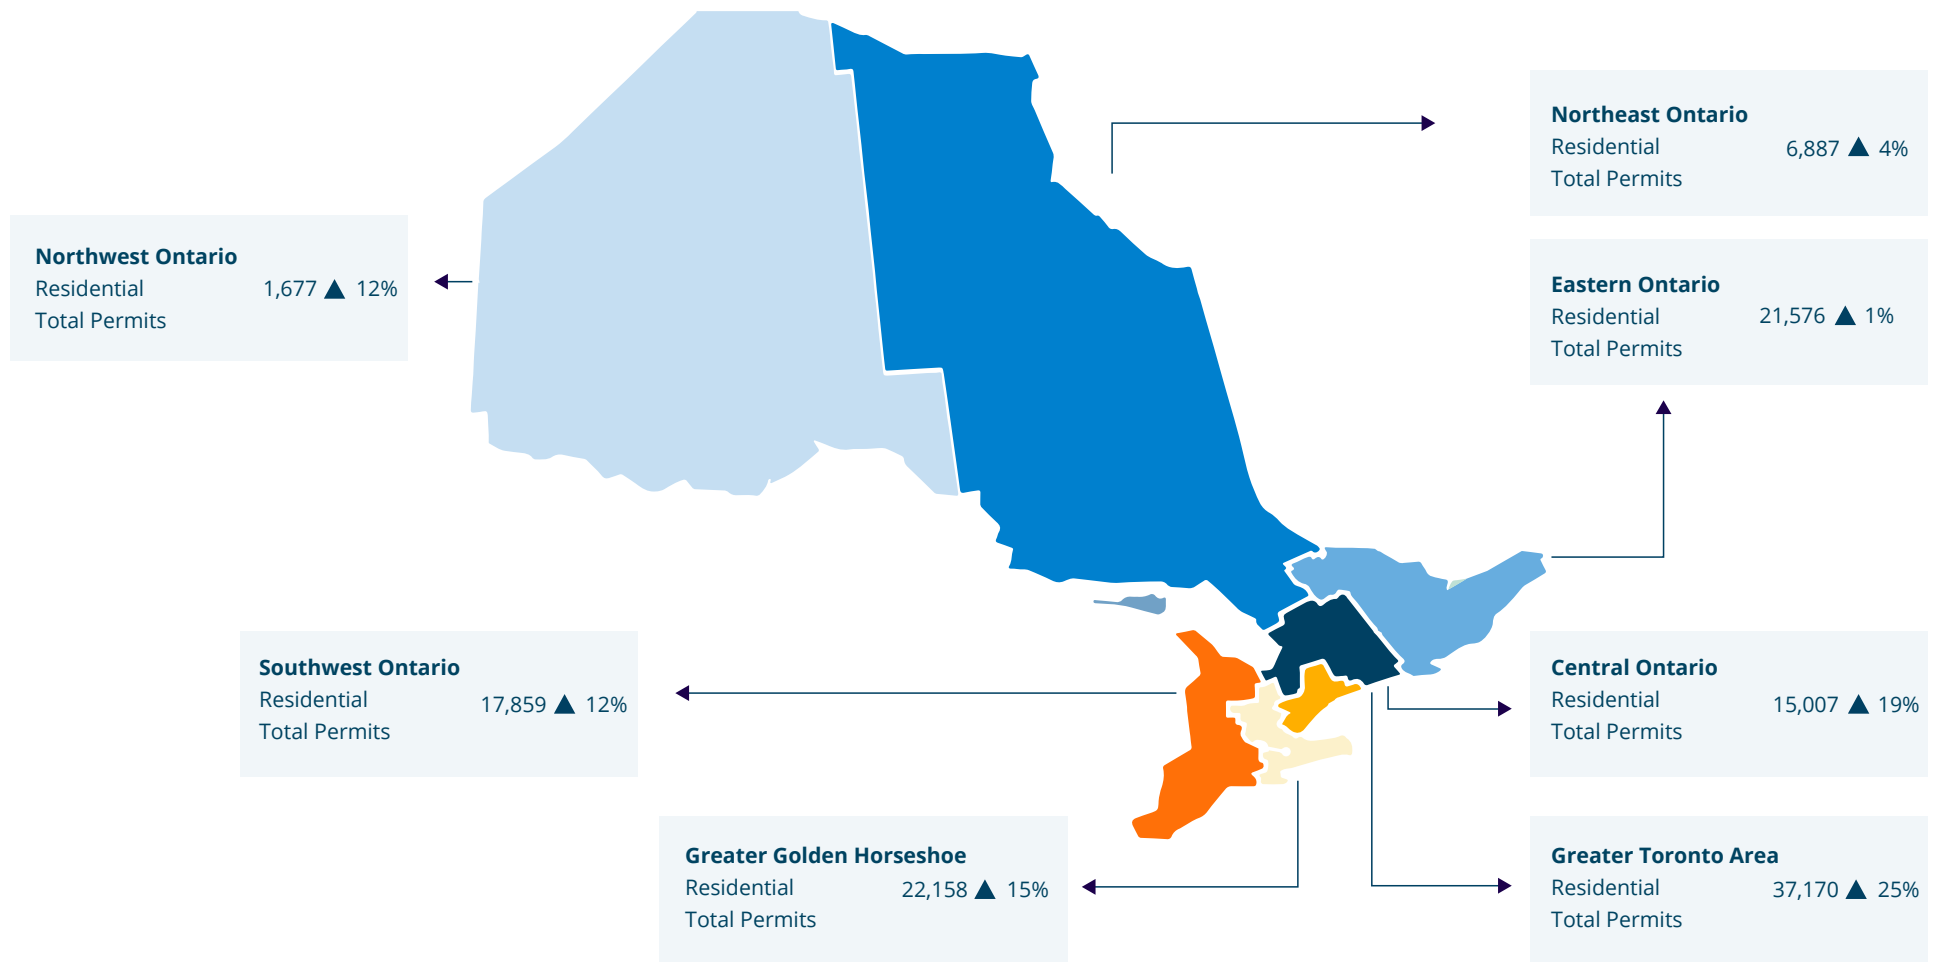 Northeast Ontario
Residential 6,887 ▲ 4%
Total Permits
Northwest Ontario
Residential 1,677 ▲ 12%
Total Permits
Eastern Ontario
Residential 21,576 ▲ 1%
Total Permits
Southwest Ontario
Residential 17,859 ▲ 12%
Total Permits
Central Ontario
Residential 15,007 ▲ 19%
Total Permits
Greater Golden Horseshoe
Residential 22,158 ▲ 15%
Total Permits
Greater Toronto Area
Residential 37,170 ▲ 25%
Total Permits